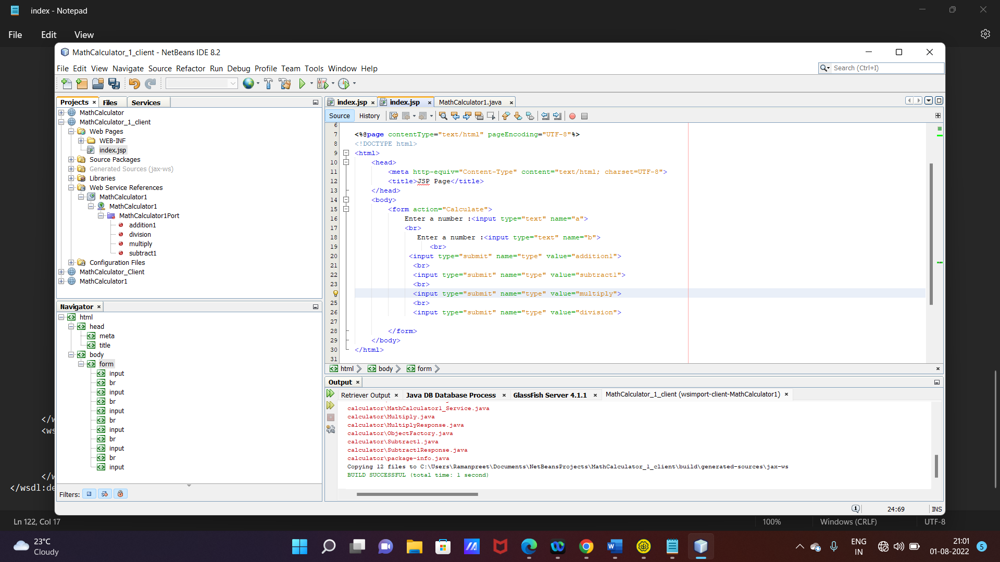 index - Notepad
File Edit View
MathCalculator_1_client - NetBeans IDE 8.2
File Edit View Navigate Source Refactor Run Debug Profile Team Tools Window Help
Search (Ctrl+I)
Projects Files Services
MathCalculator
MathCalculator_1_client
Web Pages
WEB-INF
index.jsp
Source Packages
Generated Sources (jax-ws)
Libraries
Web Service References
MathCalculator1
MathCalculator1
MathCalculator1Port
addition1
division
multiply
subtract1
Configuration Files
MathCalculator_Client
MathCalculator1
Navigator
html
head
meta
title
body
form
input
br
input
br
input
br
input
br
input
br
input
Filters:
index.jsp index.jsp MathCalculator1.java
Source History
6
7 <%@page contentType="text/html" pageEncoding="UTF-8"%>
8 <!DOCTYPE html>
9 <html>
10 <head>
11 <meta http-equiv="Content-Type" content="text/html; charset=UTF-8">
12 <title>JSP Page</title>
13 </head>
14 <body>
15 <form action="Calculate">
16 Enter a number :<input type="text" name="a">
17 <br>
18 Enter a number :<input type="text" name="b">
19 <br>
20 <input type="submit" name="type" value="addition1">
21 <br>
22 <input type="submit" name="type" value="subtract1">
23 <br>
<input type="submit" name="type" value="multiply">
25 <br>
26 <input type="submit" name="type" value="division">
27
28 </form>
29 </body>
30 </html>
31
html body form
Output
Retriever Output Java DB Database Process GlassFish Server 4.1.1 MathCalculator_1_client (wsimport-client-MathCalculator1)
calculator\MathCalculator1_Service.java
calculator\Multiply.java
calculator\MultiplyResponse.java
calculator\ObjectFactory.java
calculator\Subtract1.java
calculator\Subtract1Response.java
calculator\package-info.java
Copying 12 files to C:\Users\Ramanpreet\Documents\NetBeansProjects\MathCalculator_1_client\build\generated-sources\jax-ws
BUILD SUCCESSFUL (total time: 1 second)
1 24:69 INS
</w
<ws
</w
</wsdl:de
Ln 122, Col 17 100% Windows (CRLF) UTF-8
23°C
Cloudy
ENG
IN
21:01
01-08-2022
5